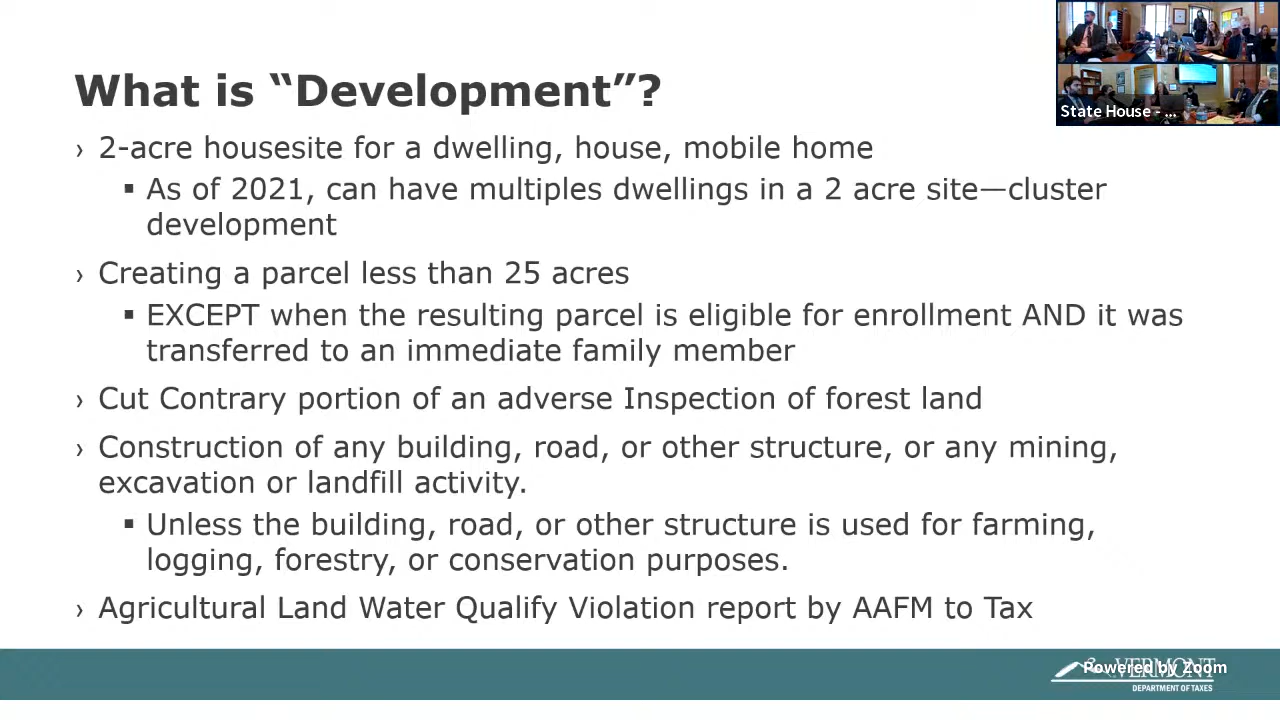 What is “Development”?
› 2-acre housesite for a dwelling, house, mobile home
▪ As of 2021, can have multiples dwellings in a 2 acre site—cluster
development
› Creating a parcel less than 25 acres
▪ EXCEPT when the resulting parcel is eligible for enrollment AND it was
transferred to an immediate family member
› Cut Contrary portion of an adverse Inspection of forest land
› Construction of any building, road, or other structure, or any mining,
excavation or landfill activity.
▪ Unless the building, road, or other structure is used for farming,
logging, forestry, or conservation purposes.
› Agricultural Land Water Qualify Violation report by AAFM to Tax
State House - ...
Powered by Zoom
VERMONT
DEPARTMENT OF TAXES